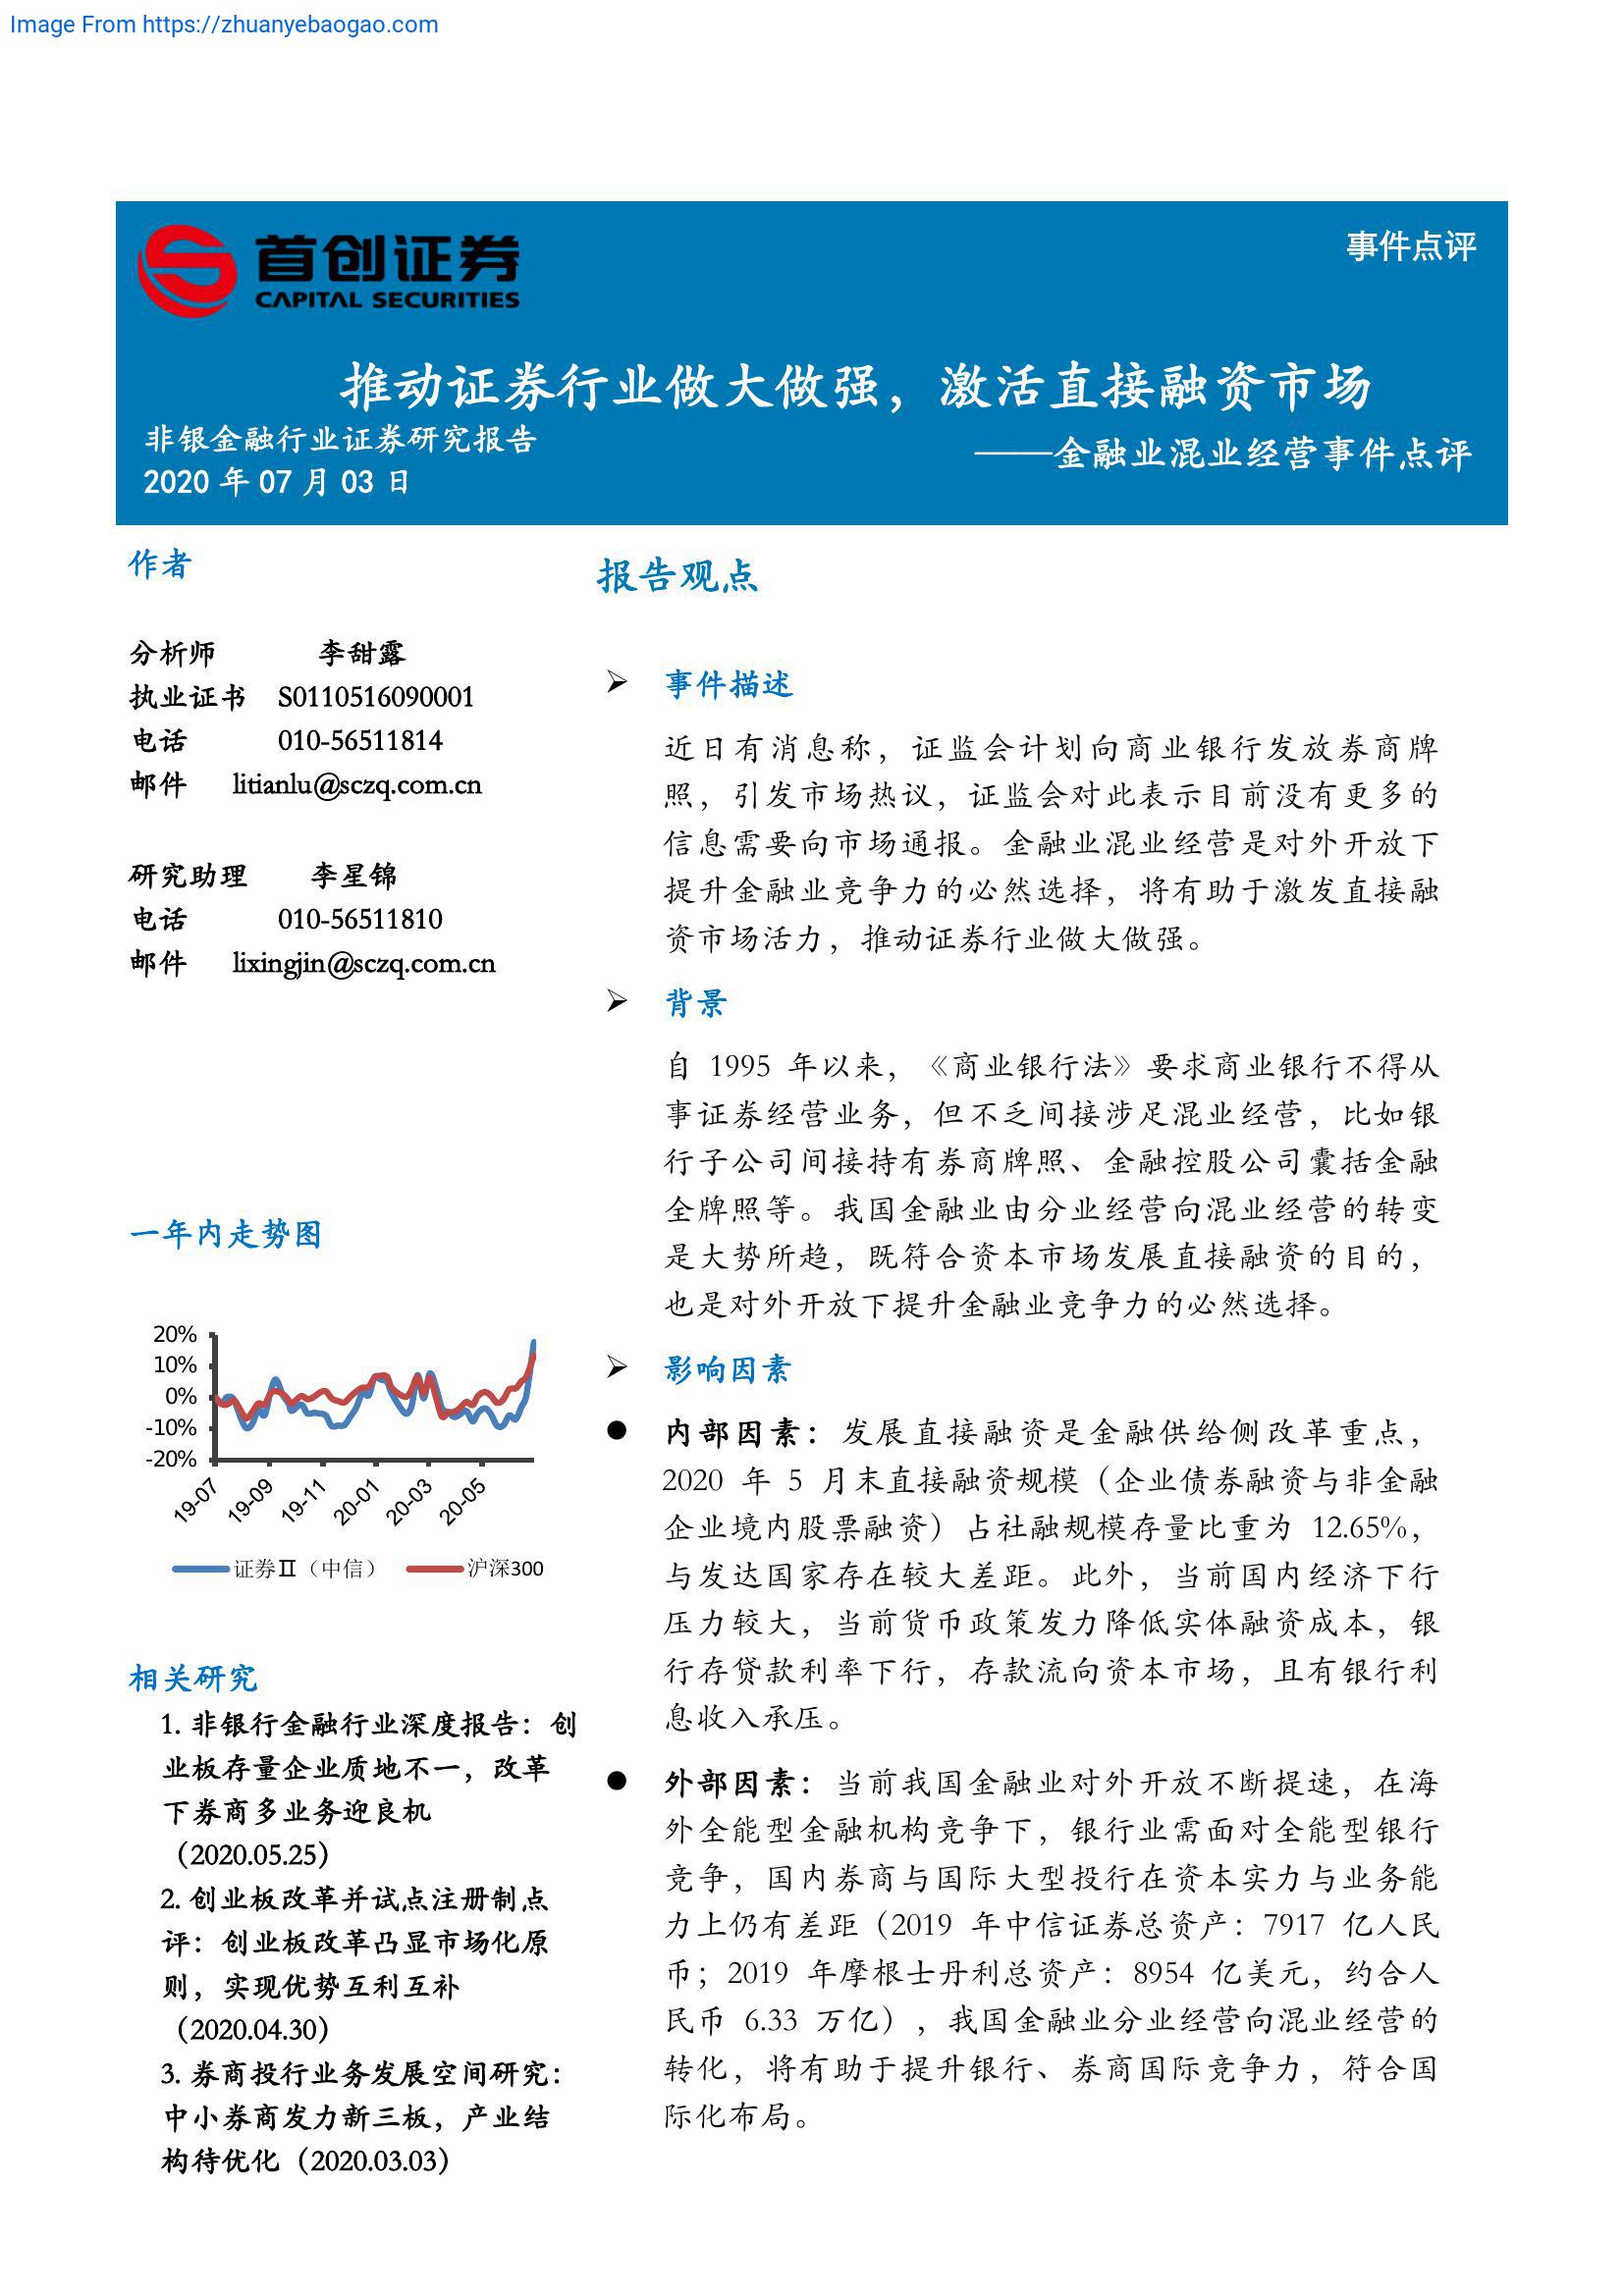 Image From https://zhuanyebaogao.com
首创证券
CAPITAL SECURITIES
事件点评
推动证券行业做大做强，激活直接融资市场
非银金融行业证券研究报告
——金融业混业经营事件点评
2020 年 07 月 03 日
作者
分析师 李甜露
执业证书 S0110516090001
电话 010-56511814
邮件 litianlu@sczq.com.cn
研究助理 李星锦
电话 010-56511810
邮件 lixingjin@sczq.com.cn
一年内走势图
20%
10%
0%
-10%
-20%
19-07
19-09
19-11
20-01
20-03
20-05
证券Ⅱ（中信）
沪深300
相关研究
1. 非银行金融行业深度报告：创
业板存量企业质地不一，改革
下券商多业务迎良机
（2020.05.25）
2. 创业板改革并试点注册制点
评：创业板改革凸显市场化原
则，实现优势互利互补
（2020.04.30）
3. 券商投行业务发展空间研究：
中小券商发力新三板，产业结
构待优化（2020.03.03）
报告观点
➢ 事件描述
近日有消息称，证监会计划向商业银行发放券商牌
照，引发市场热议，证监会对此表示目前没有更多的
信息需要向市场通报。金融业混业经营是对外开放下
提升金融业竞争力的必然选择，将有助于激发直接融
资市场活力，推动证券行业做大做强。
➢ 背景
自 1995 年以来，《商业银行法》要求商业银行不得从
事证券经营业务，但不乏间接涉足混业经营，比如银
行子公司间接持有券商牌照、金融控股公司囊括金融
全牌照等。我国金融业由分业经营向混业经营的转变
是大势所趋，既符合资本市场发展直接融资的目的，
也是对外开放下提升金融业竞争力的必然选择。
➢ 影响因素
● 内部因素：发展直接融资是金融供给侧改革重点，
2020 年 5 月末直接融资规模（企业债券融资与非金融
企业境内股票融资）占社融规模存量比重为 12.65%，
与发达国家存在较大差距。此外，当前国内经济下行
压力较大，当前货币政策发力降低实体融资成本，银
行存贷款利率下行，存款流向资本市场，且有银行利
息收入承压。
● 外部因素：当前我国金融业对外开放不断提速，在海
外全能型金融机构竞争下，银行业需面对全能型银行
竞争，国内券商与国际大型投行在资本实力与业务能
力上仍有差距（2019 年中信证券总资产：7917 亿人民
币；2019 年摩根士丹利总资产：8954 亿美元，约合人
民币 6.33 万亿），我国金融业分业经营向混业经营的
转化，将有助于提升银行、券商国际竞争力，符合国
际化布局。